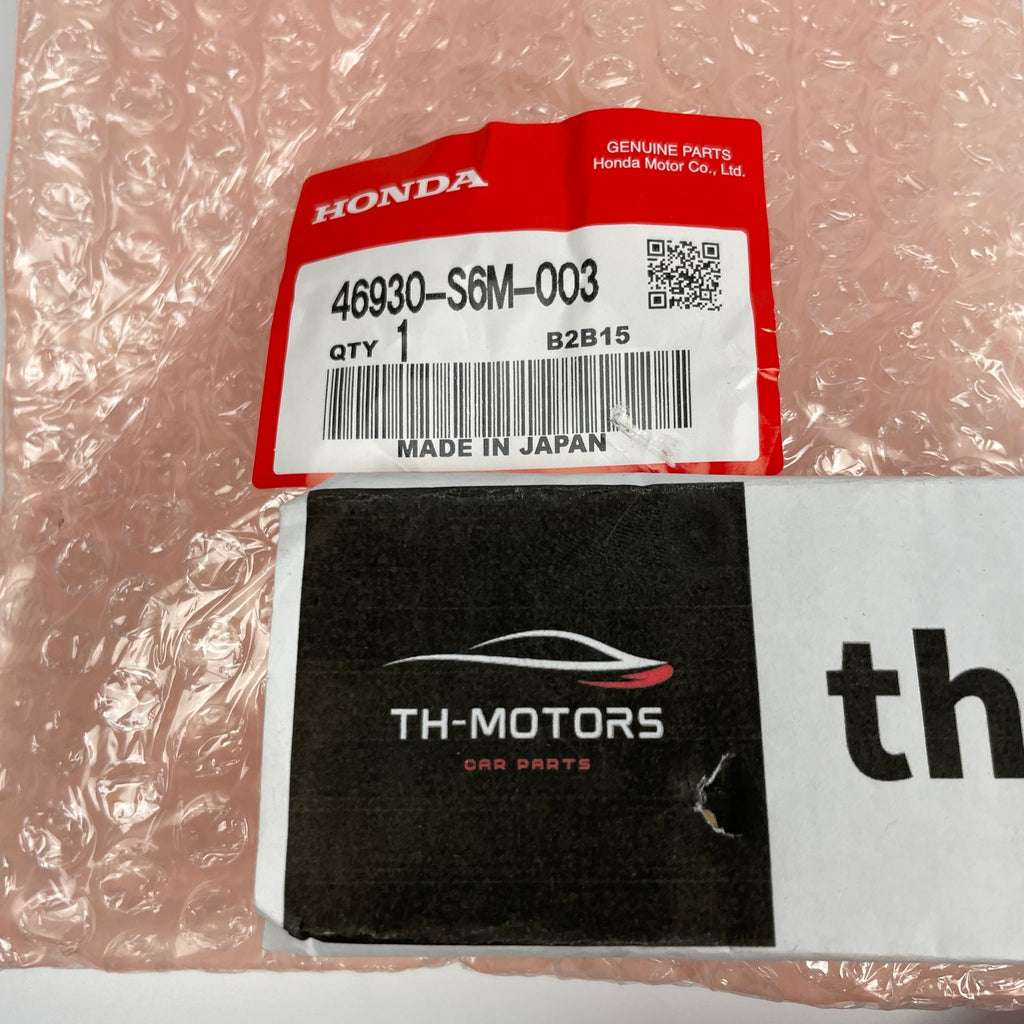 HONDA
GENUINE PARTS
Honda Motor Co., Ltd.
46930-S6M-003
QTY 1 B2B15
MADE IN JAPAN
TH-MOTORS
CAR PARTS
th